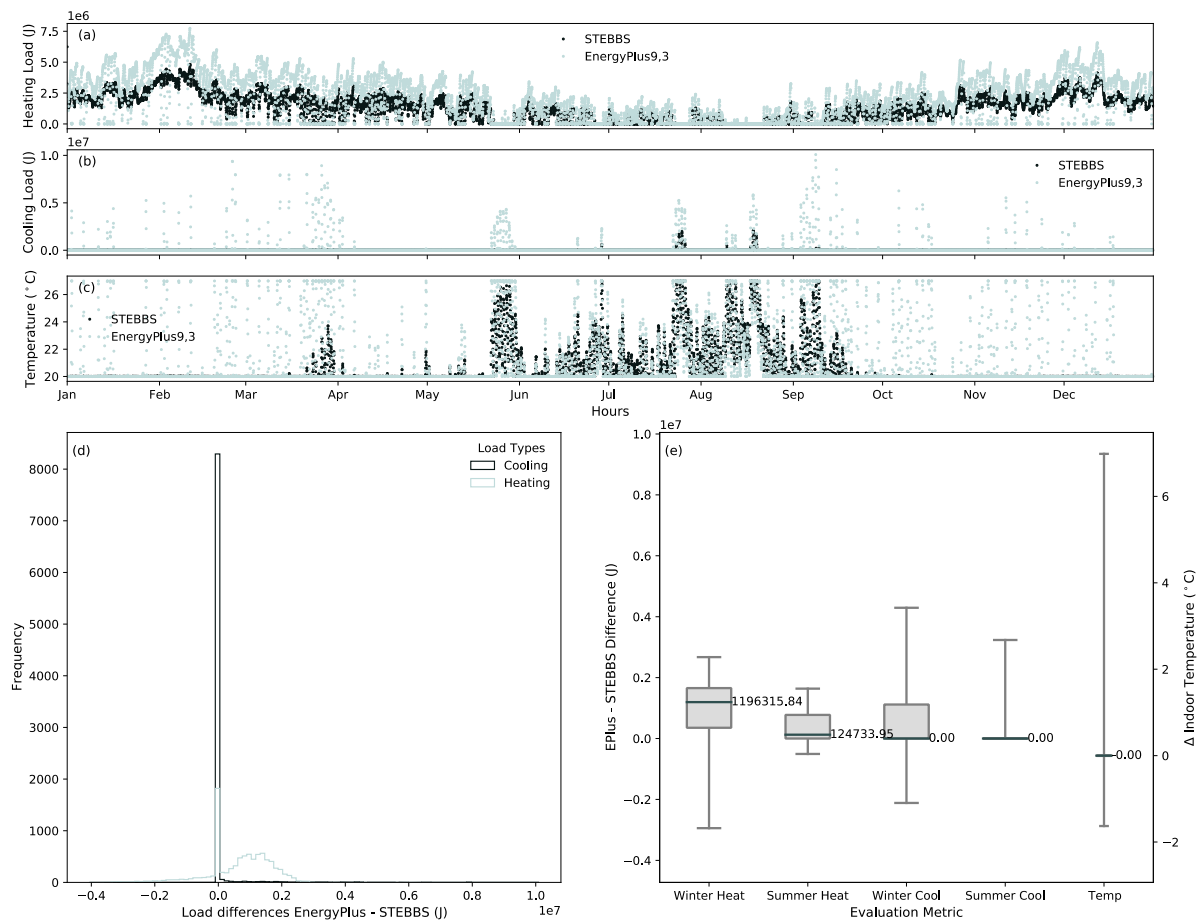 1e6
(a)
STEBBS
EnergyPlus9,3
Heating Load (J)
7.5
5.0
2.5
0.0
1e7
(b)
STEBBS
EnergyPlus9,3
Cooling Load (J)
1.0
0.5
0.0
(c)
STEBBS
EnergyPlus9,3
Temperature (°C)
26
24
22
20
Jan Feb Mar Apr May Jun Jul Aug Sep Oct Nov Dec
Hours
(d)
Load Types
Cooling
Heating
Frequency
8000
7000
6000
5000
4000
3000
2000
1000
0
−0.4 −0.2 0.0 0.2 0.4 0.6 0.8 1.0
1e7
Load differences EnergyPlus - STEBBS (J)
1e7
(e)
EPlus - STEBBS Difference (J)
1.0
0.8
0.6
0.4
0.2
0.0
−0.2
−0.4
1196315.84
124733.95
0.00
0.00
−0.00
6
4
2
0
−2
Δ Indoor Temperature (°C)
Winter Heat Summer Heat Winter Cool Summer Cool Temp
Evaluation Metric